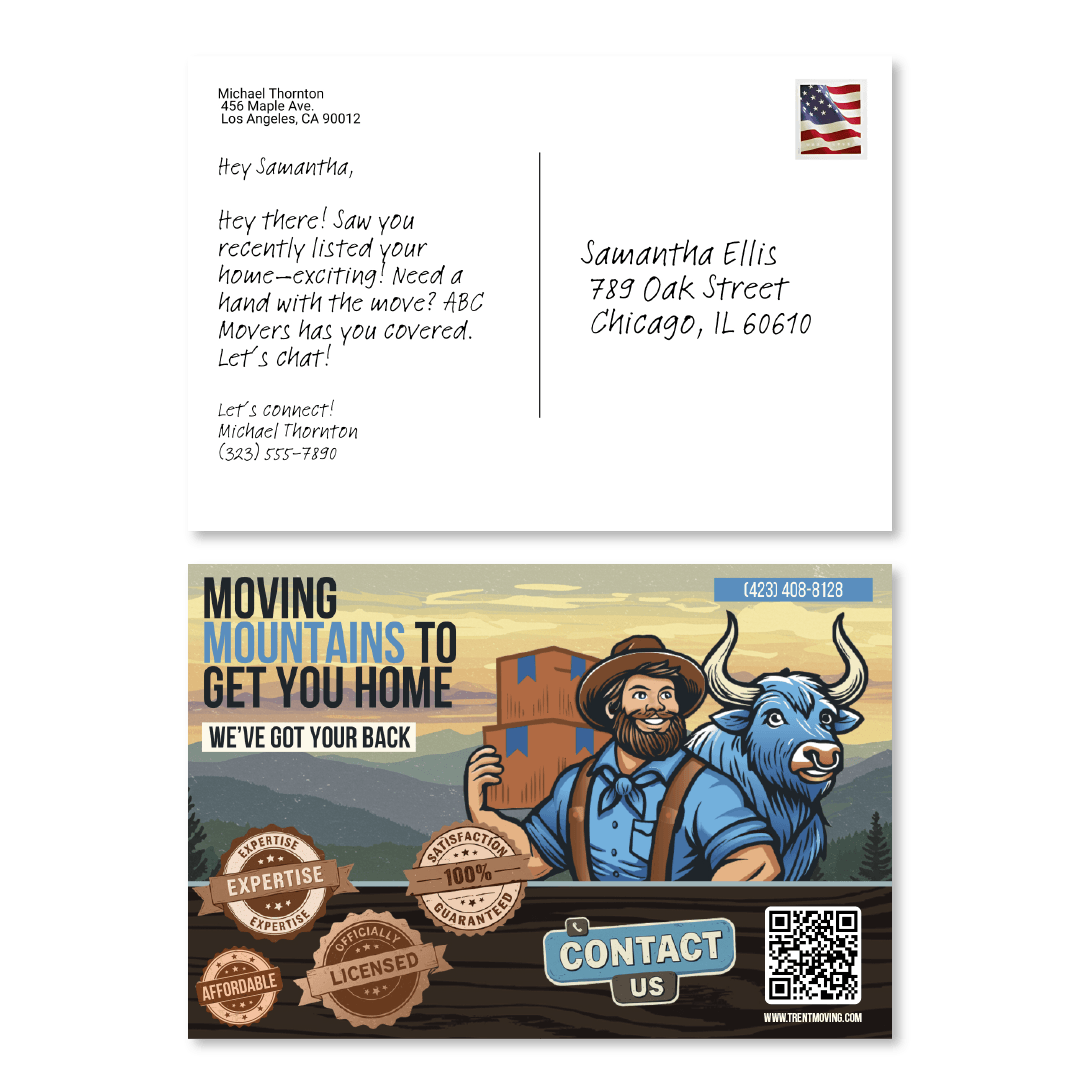 Michael Thornton
456 Maple Ave.
Los Angeles, CA 90012
Hey Samantha,
Hey there! Saw you
recently listed your
home—exciting! Need a
hand with the move? ABC
Movers has you covered.
Let's chat!
Let's connect!
Michael Thornton
(323) 555-7890
Samantha Ellis
789 Oak Street
Chicago, IL 60610
MOVING
MOUNTAINS TO
GET YOU HOME
WE'VE GOT YOUR BACK
(423) 408-8128
EXPERTISE
EXPERTISE
EXPERTISE
SATISFACTION
100%
GUARANTEED
OFFICIALLY
LICENSED
AFFORDABLE
CONTACT
US
WWW.TRENTMOVING.COM